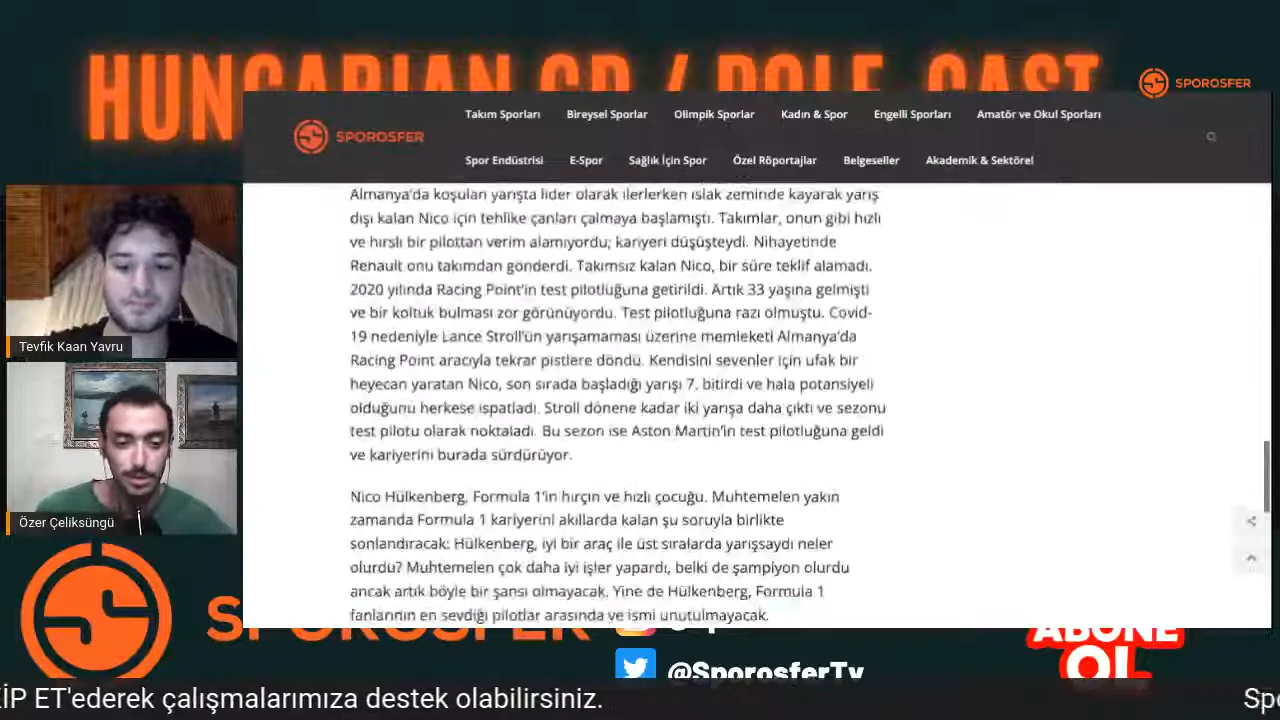 HUNGARIAN GP / POLE-CAST
SPOROSFER
SPOROSFER
Takım Sporları Bireysel Sporlar Olimpik Sporlar Kadın & Spor Engelli Sporları Amatör ve Okul Sporları
Spor Endüstrisi E-Spor Sağlık İçin Spor Özel Röportajlar Belgeseller Akademik & Sektörel
Almanya'da koşulan yarışta lider olarak ilerlerken ıslak zeminde kayarak yarış
dışı kalan Nico için tehlike çanları çalmaya başlamıştı. Takımlar, onun gibi hızlı
ve hırslı bir pilottan verim alamıyordu; kariyeri düşüşteydi. Nihayetinde
Renault onu takımdan gönderdi. Takımsız kalan Nico, bir süre teklif alamadı.
2020 yılında Racing Point'in test pilotluğuna getirildi. Artık 33 yaşına gelmişti
ve bir koltuk bulması zor görünüyordu. Test pilotluğuna razı olmuştu. Covid-
19 nedeniyle Lance Stroll'ün yarışamaması üzerine memleketi Almanya'da
Racing Point aracıyla tekrar pistlere döndü. Kendisini sevenler için ufak bir
heyecan yaratan Nico, son sırada başladığı yarışı 7. bitirdi ve hala potansiyeli
olduğunu herkese ispatladı. Stroll dönene kadar iki yarışa daha çıktı ve sezonu
test pilotu olarak noktaladı. Bu sezon ise Aston Martin'in test pilotluğuna geldi
ve kariyerini burada sürdürüyor.
Nico Hülkenberg, Formula 1'in hırçın ve hızlı çocuğu. Muhtemelen yakın
zamanda Formula 1 kariyerini akıllarda kalan şu soruyla birlikte
sonlandıracak: Hülkenberg, iyi bir araç ile üst sıralarda yarışsaydı neler
olurdu? Muhtemelen çok daha iyi işler yapardı, belki de şampiyon olurdu
ancak artık böyle bir şansı olmayacak. Yine de Hülkenberg, Formula 1
fanlarının en sevdiği pilotlar arasında ve ismi unutulmayacak.
Tevfik Kaan Yavru
Özer Çeliksüngü
SPOROSFER
@SporosferTv
ABONE
OL
KİP ET'ederek çalışmalarımıza destek olabilirsiniz.
Spo